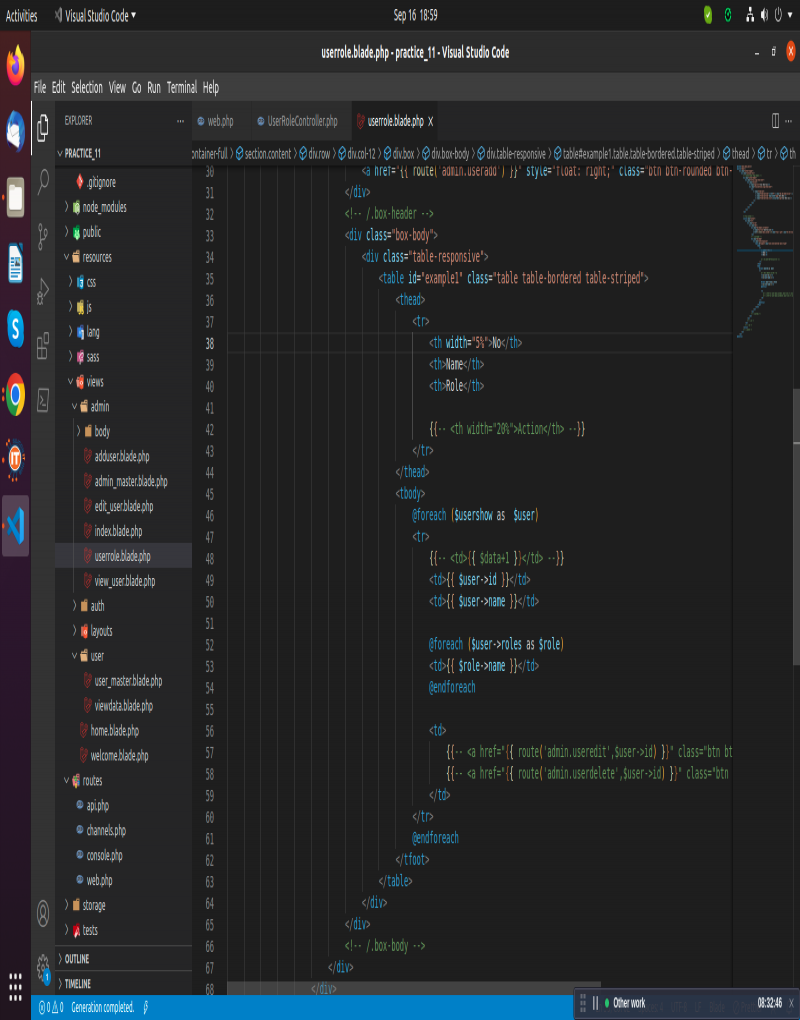 Activities
Visual Studio Code
Sep 16 18:59
userrole.blade.php - practice_11 - Visual Studio Code
File Edit Selection View Go Run Terminal Help
EXPLORER
web.php
UserRoleController.php
userrole.blade.php
PRACTICE_11
ontainer-full > section.content > div.row > div.col-12 > div.box > div.box-body > div.table-responsive > table#example1.table.table-bordered.table-striped > thead > tr > th
.gitignore
node_modules
public
resources
css
js
lang
sass
views
admin
body
adduser.blade.php
admin_master.blade.php
edit_user.blade.php
index.blade.php
userrole.blade.php
view_user.blade.php
auth
layouts
user
user_master.blade.php
viewdata.blade.php
home.blade.php
welcome.blade.php
routes
api.php
channels.php
console.php
web.php
storage
tests
OUTLINE
TIMELINE
30 <a href="{{ route('admin.useradd') }}" style="float: right;" class="btn btn-rounded btn-
31 </div>
32 <!-- /.box-header -->
33 <div class="box-body">
34 <div class="table-responsive">
35 <table id="example1" class="table table-bordered table-striped">
36 <thead>
37 <tr>
38 <th width="5%">No</th>
39 <th>Name</th>
40 <th>Role</th>
41
42 {{-- <th width="20%">Action</th> --}}
43 </tr>
44 </thead>
45 <tbody>
46 @foreach ($usershow as $user)
47 <tr>
48 {{-- <td>{{ $data+1 }}</td> --}}
49 <td>{{ $user->id }}</td>
50 <td>{{ $user->name }}</td>
51
52 @foreach ($user->roles as $role)
53 <td>{{ $role->name }}</td>
54 @endforeach
55
56 <td>
57 {{-- <a href="{{ route('admin.useredit',$user->id) }}" class="btn bt
58 {{-- <a href="{{ route('admin.userdelete',$user->id) }}" class="btn
59 </td>
60 </tr>
61 @endforeach
62 </tfoot>
63 </table>
64 </div>
65 </div>
66 <!-- /.box-body -->
67 </div>
68 </div>
1
0 0 Generation completed.
Other work
08:32:46